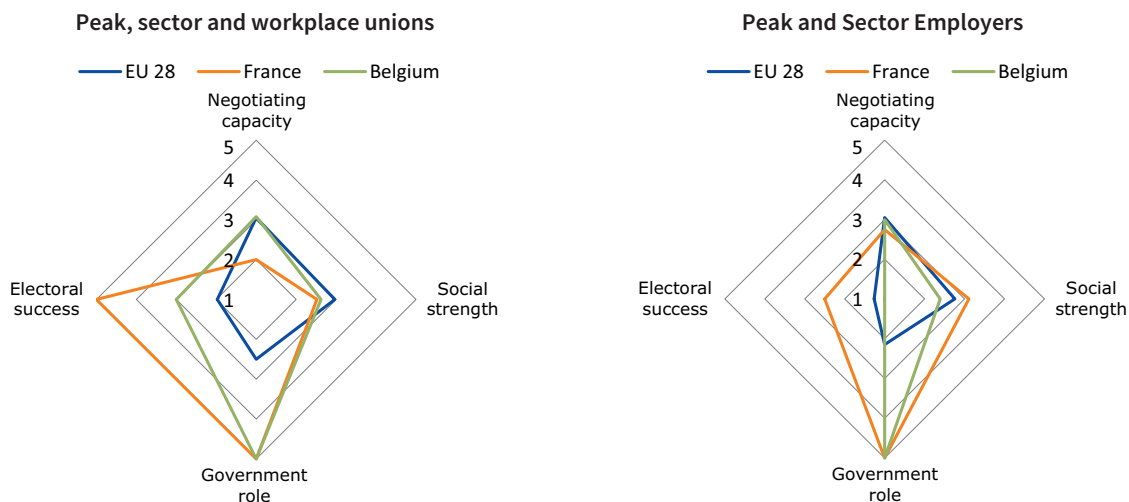 Peak, sector and workplace unions
EU 28 France Belgium
Negotiating
capacity
5
4
3
2
1
Electoral
success
Social
strength
Government
role
Peak and Sector Employers
EU 28 France Belgium
Negotiating
capacity
5
4
3
2
1
Electoral
success
Social
strength
Government
role